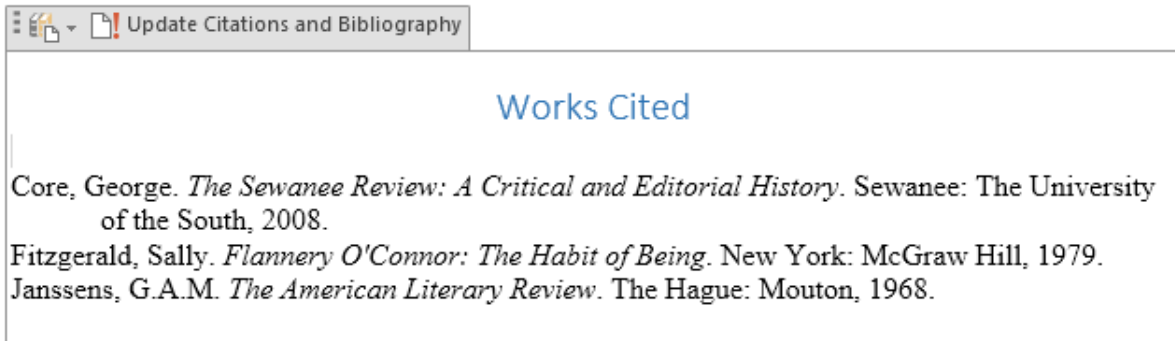 Update Citations and Bibliography
Works Cited
Core, George. The Sewanee Review: A Critical and Editorial History. Sewanee: The University
of the South, 2008.
Fitzgerald, Sally. Flannery O'Connor: The Habit of Being. New York: McGraw Hill, 1979.
Janssens, G.A.M. The American Literary Review. The Hague: Mouton, 1968.